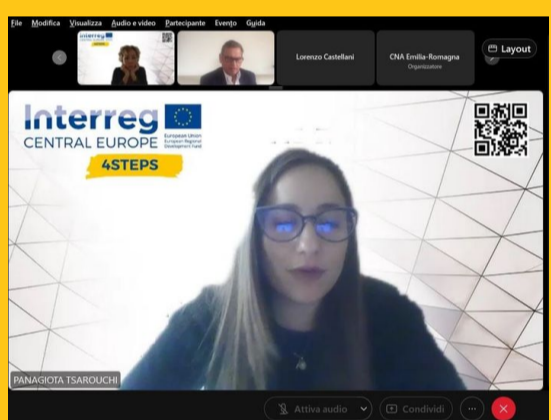 File Modifica Visualizza Audio e video Partecipante Evento Guida
Lorenzo Castellani
CNA Emilia-Romagna
Organizzatore
Layout
Interreg
CENTRAL EUROPE
European Union
European Regional
Development Fund
4STEPS
PANAGIOTA TSAROUCHI
Attiva audio
Condividi